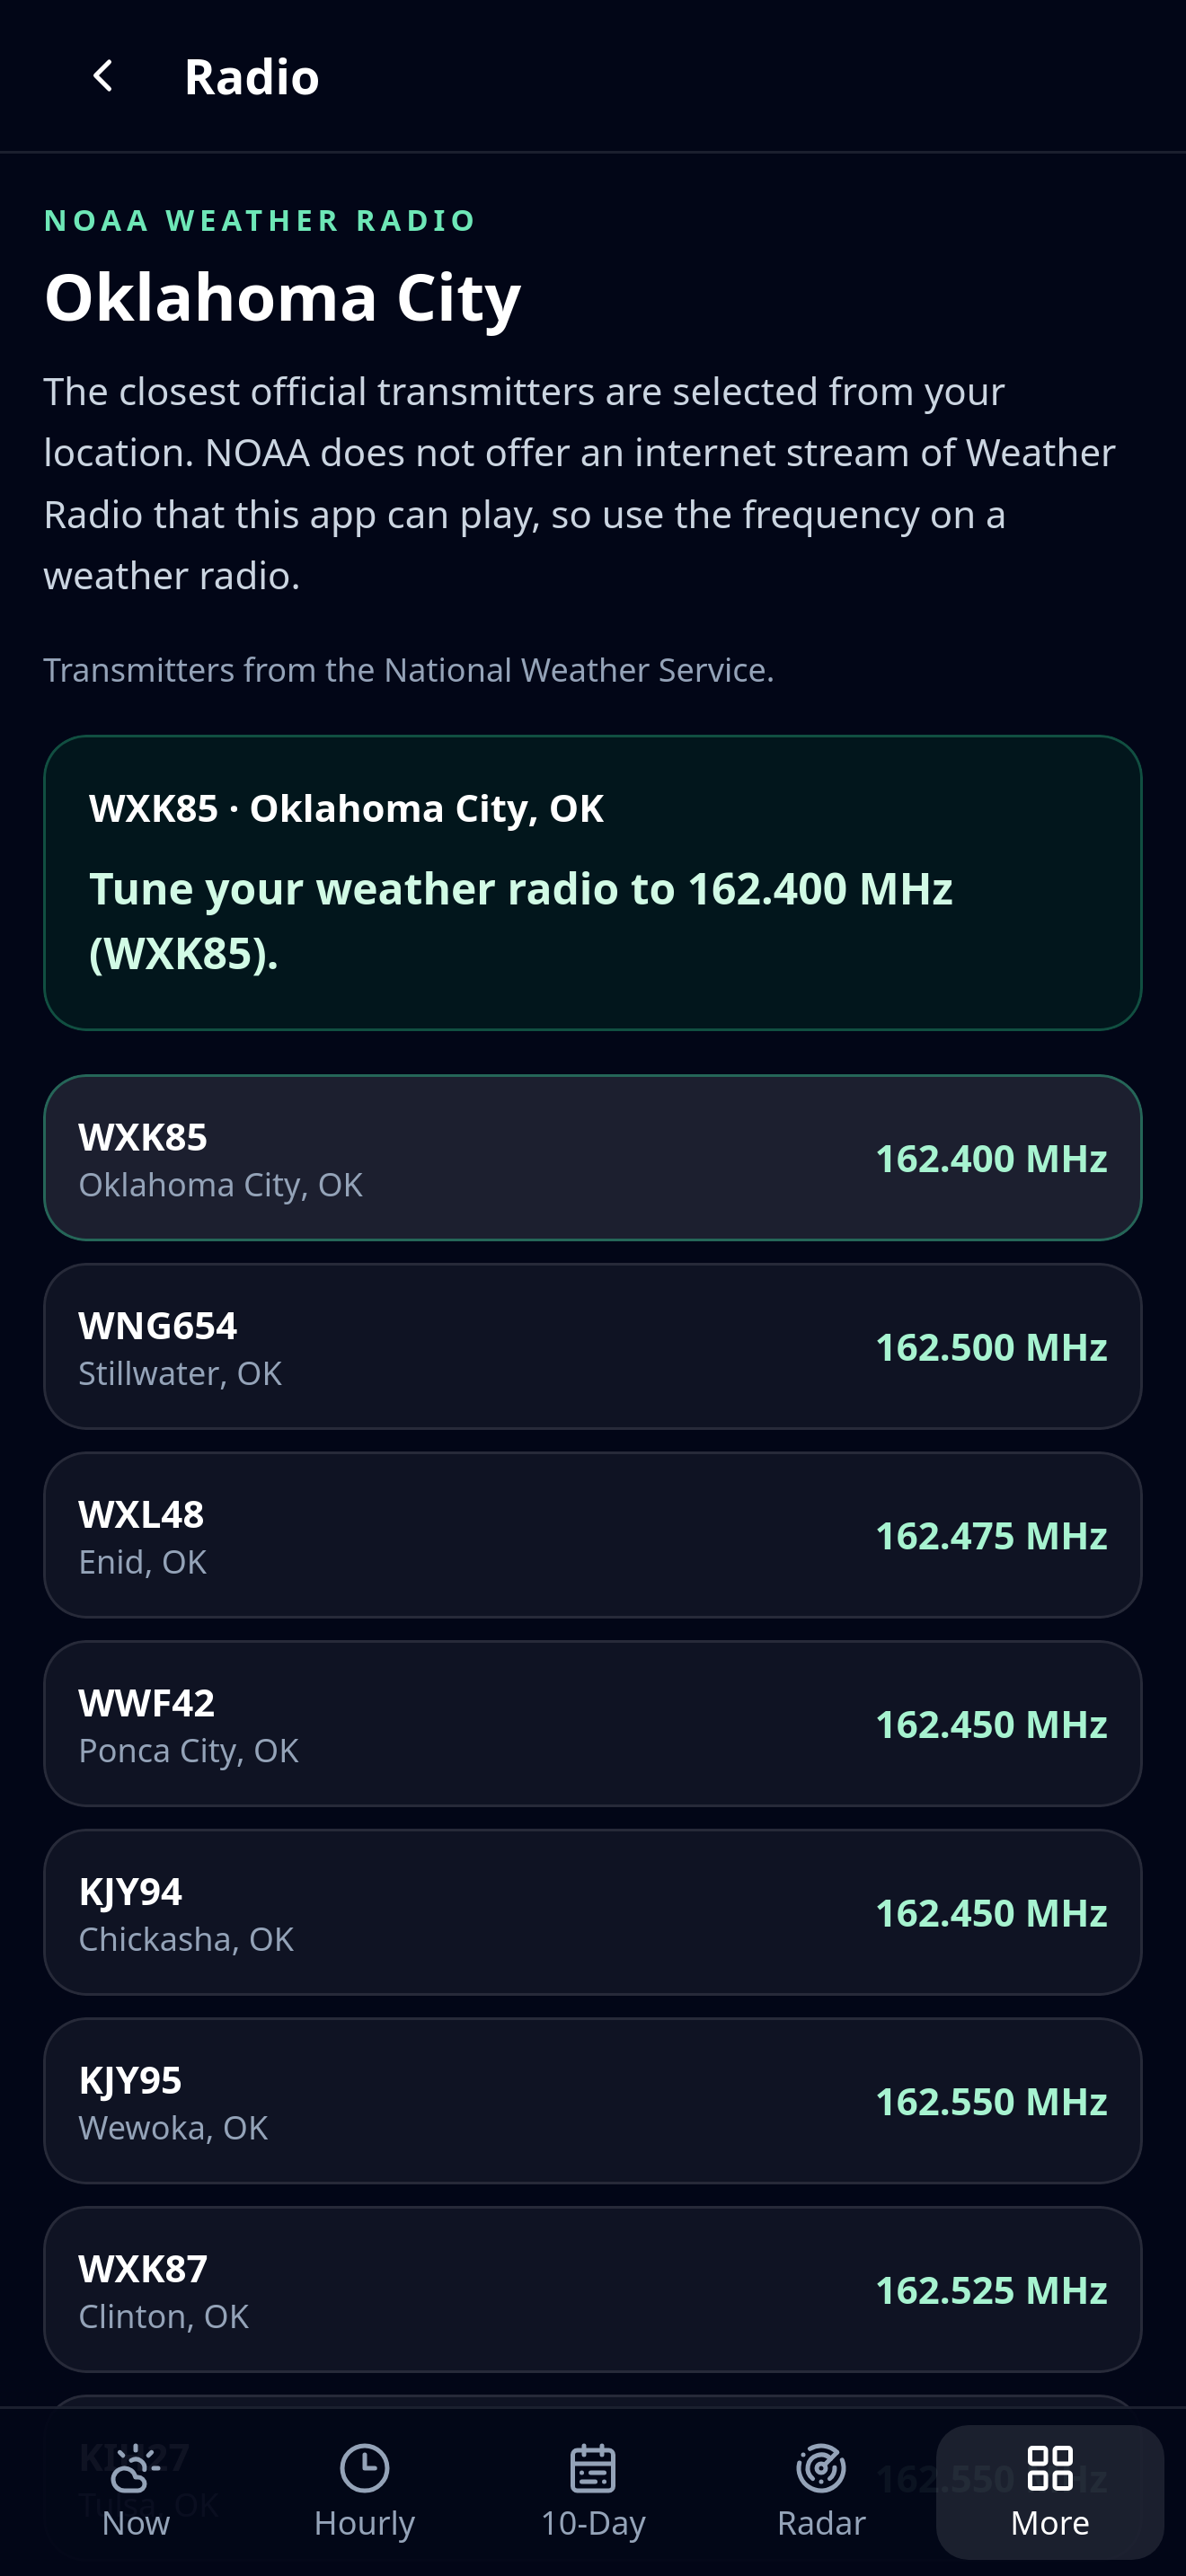 Radio
NOAA WEATHER RADIO
Oklahoma City
The closest official transmitters are selected from your
location. NOAA does not offer an internet stream of Weather
Radio that this app can play, so use the frequency on a
weather radio.
Transmitters from the National Weather Service.
WXK85 · Oklahoma City, OK
Tune your weather radio to 162.400 MHz
(WXK85).
WXK85
Oklahoma City, OK
162.400 MHz
WNG654
Stillwater, OK
162.500 MHz
WXL48
Enid, OK
162.475 MHz
WWF42
Ponca City, OK
162.450 MHz
KJY94
Chickasha, OK
162.450 MHz
KJY95
Wewoka, OK
162.550 MHz
WXK87
Clinton, OK
162.525 MHz
Tulsa, OK
162.550 MHz
Now
Hourly
10-Day
Radar
More